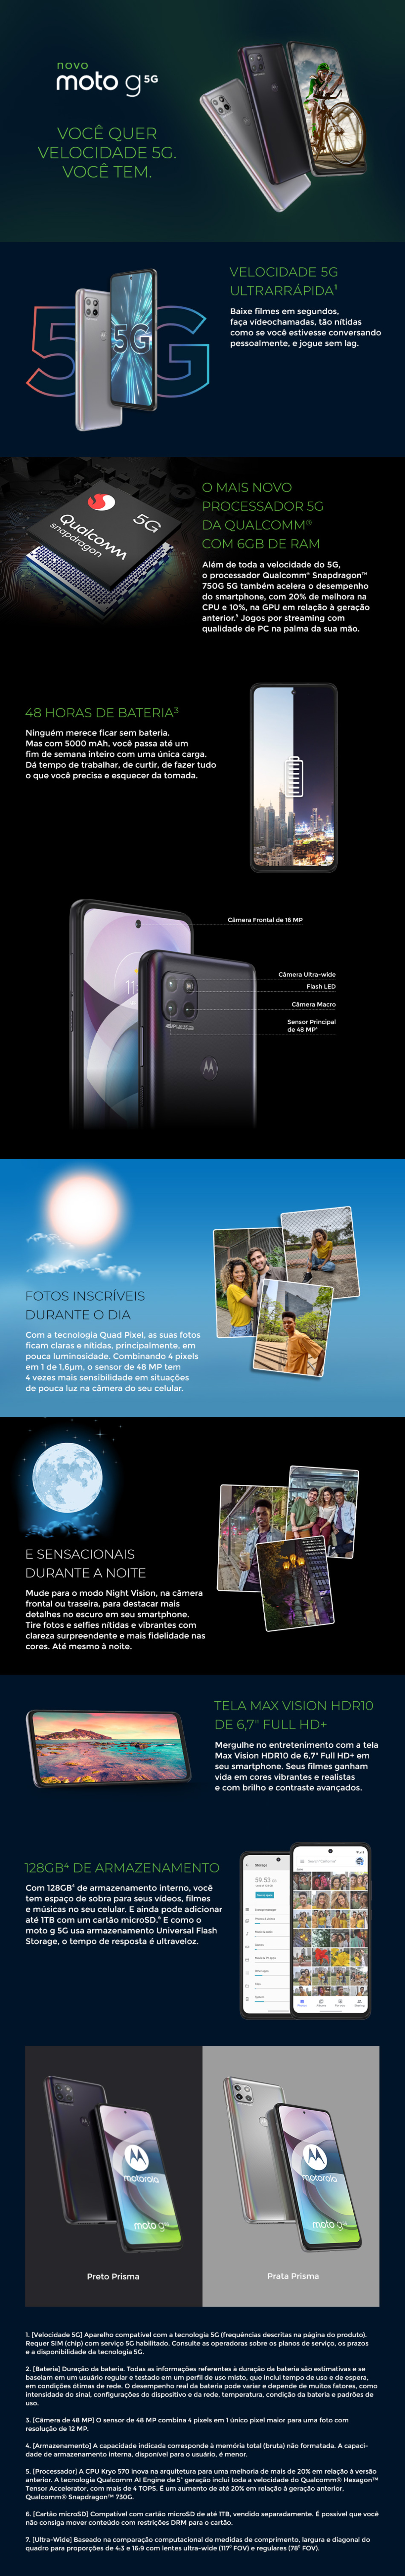 novo
moto g 5G
VOCÊ QUER
VELOCIDADE 5G.
VOCÊ TEM.
VELOCIDADE 5G
ULTRARRÁPIDA¹
Baixe filmes em segundos,
faça vídeochamadas, tão nítidas
como se você estivesse conversando
pessoalmente, e jogue sem lag.
5G
5G
Qualcomm
snapdragon
5G
O MAIS NOVO
PROCESSADOR 5G
DA QUALCOMM®
COM 6GB DE RAM
Além de toda a velocidade do 5G,
o processador Qualcomm® Snapdragon™
750G 5G também acelera o desempenho
do smartphone, com 20% de melhora na
CPU e 10%, na GPU em relação à geração
anterior.⁵ Jogos por streaming com
qualidade de PC na palma da sua mão.
48 HORAS DE BATERIA³
Ninguém merece ficar sem bateria.
Mas com 5000 mAh, você passa até um
fim de semana inteiro com uma única carga.
Dá tempo de trabalhar, de curtir, de fazer tudo
o que você precisa e esquecer da tomada.
Câmera Frontal de 16 MP
Câmera Ultra-wide
Flash LED
Câmera Macro
Sensor Principal
de 48 MP⁶
FOTOS INSCRÍVEIS
DURANTE O DIA
Com a tecnologia Quad Pixel, as suas fotos
ficam claras e nítidas, principalmente, em
pouca luminosidade. Combinando 4 pixels
em 1 de 1,6µm, o sensor de 48 MP tem
4 vezes mais sensibilidade em situações
de pouca luz na câmera do seu celular.
E SENSACIONAIS
DURANTE A NOITE
Mude para o modo Night Vision, na câmera
frontal ou traseira, para destacar mais
detalhes no escuro em seu smartphone.
Tire fotos e selfies nítidas e vibrantes com
clareza surpreendente e mais fidelidade nas
cores. Até mesmo à noite.
TELA MAX VISION HDR10
DE 6,7" FULL HD+
Mergulhe no entretenimento com a tela
Max Vision HDR10 de 6,7" Full HD+ em
seu smartphone. Seus filmes ganham
vida em cores vibrantes e realistas
e com brilho e contraste avançados.
128GB⁴ DE ARMAZENAMENTO
Com 128GB⁴ de armazenamento interno, você
tem espaço de sobra para seus vídeos, filmes
e músicas no seu celular. E ainda pode adicionar
até 1TB com um cartão microSD.⁶ E como o
moto g 5G usa armazenamento Universal Flash
Storage, o tempo de resposta é ultraveloz.
Storage
59.53 GB
motorola
moto g 5G
motorola
moto g 5G
Preto Prisma
Prata Prisma
1. [Velocidade 5G] Aparelho compatível com a tecnologia 5G (frequências descritas na página do produto).
Requer SIM (chip) com serviço 5G habilitado. Consulte as operadoras sobre os planos de serviço, os prazos
e a disponibilidade da tecnologia 5G.
2. [Bateria] Duração da bateria. Todas as informações referentes à duração da bateria são estimativas e se
baseiam em um usuário regular e testado em um perfil de uso misto, que inclui tempo de uso e de espera,
em condições ótimas de rede. O desempenho real da bateria pode variar e depende de muitos fatores, como
intensidade do sinal, configurações do dispositivo e da rede, temperatura, condição da bateria e padrões de
uso.
3. [Câmera de 48 MP] O sensor de 48 MP combina 4 pixels em 1 único pixel maior para uma foto com
resolução de 12 MP.
4. [Armazenamento] A capacidade indicada corresponde à memória total (bruta) não formatada. A capaci-
dade de armazenamento interna, disponível para o usuário, é menor.
5. [Processador] A CPU Kryo 570 inova na arquitetura para uma melhoria de mais de 20% em relação à versão
anterior. A tecnologia Qualcomm AI Engine de 5ª geração inclui toda a velocidade do Qualcomm® Hexagon™
Tensor Accelerator, com mais de 4 TOPS. É um aumento de até 20% em relação à geração anterior,
Qualcomm® Snapdragon™ 730G.
6. [Cartão microSD] Compatível com cartão microSD de até 1TB, vendido separadamente. É possível que você
não consiga mover conteúdo com restrições DRM para o cartão.
7. [Ultra-Wide] Baseado na comparação computacional de medidas de comprimento, largura e diagonal do
quadro para proporções de 4:3 e 16:9 com lentes ultra-wide (117° FOV) e regulares (78° FOV).